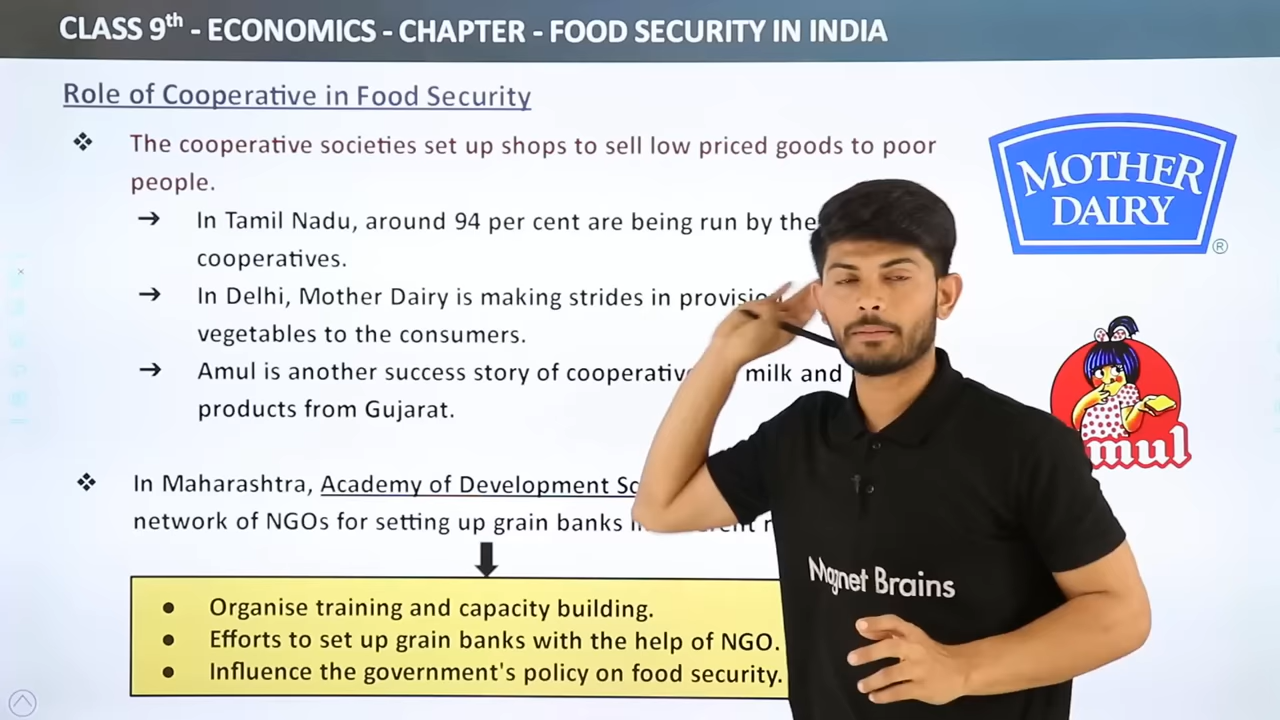 CLASS 9th - ECONOMICS - CHAPTER - FOOD SECURITY IN INDIA
Role of Cooperative in Food Security
❖ The cooperative societies set up shops to sell low priced goods to poor
people.
➔ In Tamil Nadu, around 94 per cent are being run by the
cooperatives.
➔ In Delhi, Mother Dairy is making strides in
vegetables to the consumers.
➔ Amul is another success story of milk and
products from Gujarat.
❖ In Maharashtra, Academy of Development
network of NGOs for setting up grain banks
● Organise training and capacity building.
● Efforts to set up grain banks with the help of NGO.
● Influence the government's policy on food security.
MOTHER
DAIRY
®
Magnet Brains